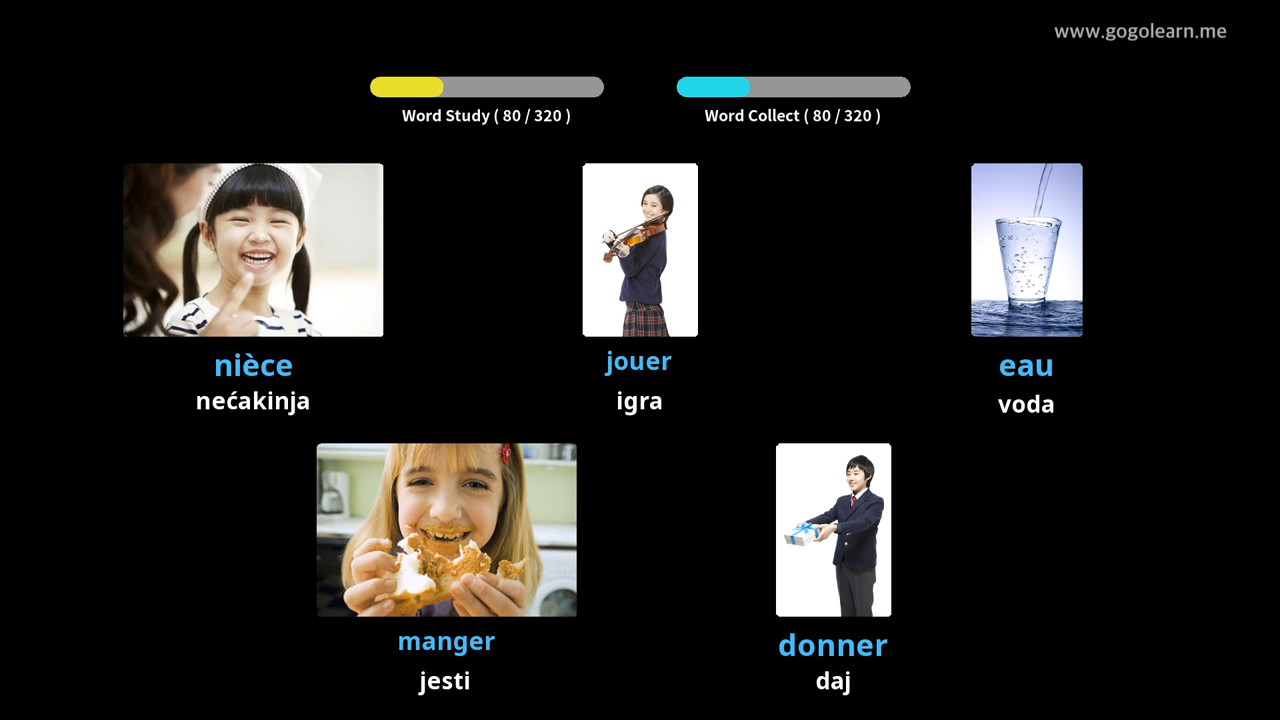 www.gogolearn.me
Word Study ( 80 / 320 )
Word Collect ( 80 / 320 )
nièce
nećakinja
jouer
igra
eau
voda
manger
jesti
donner
daj